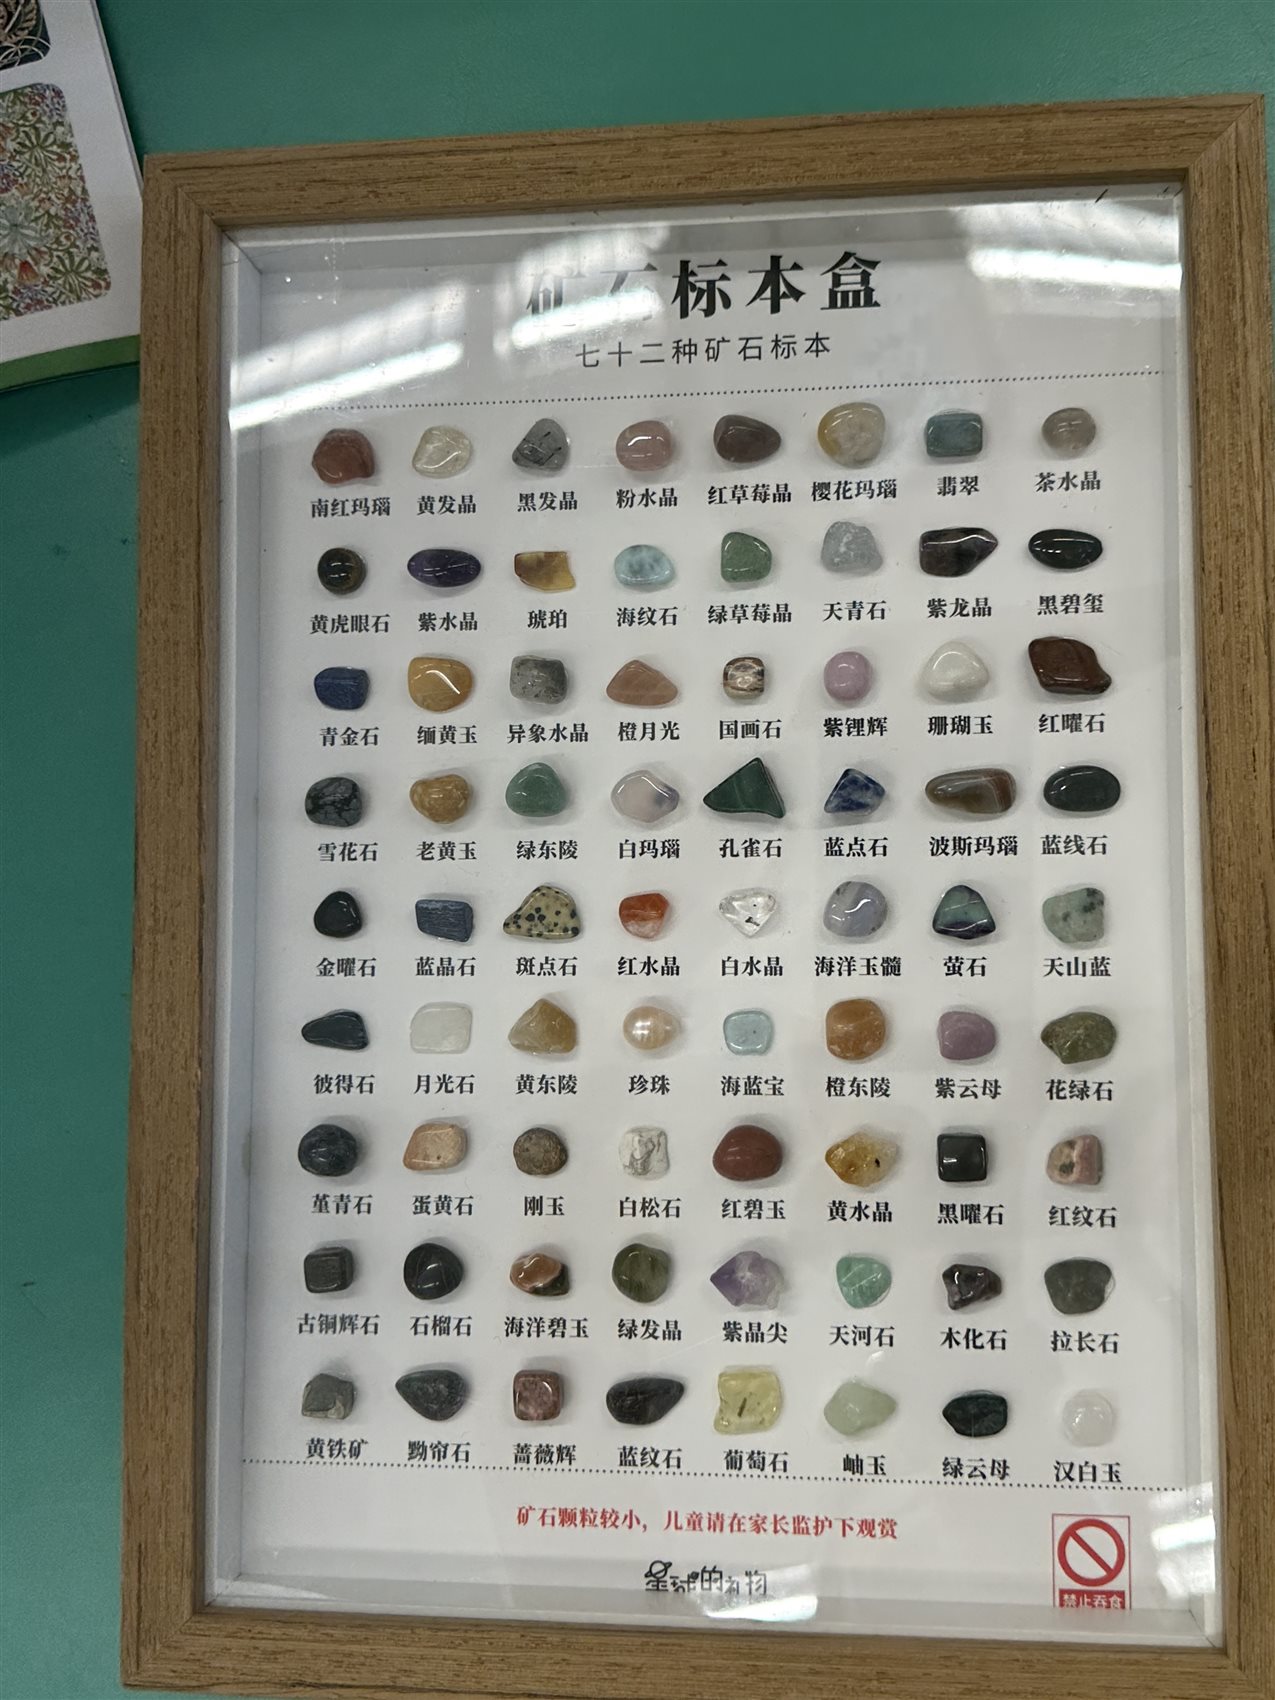 矿石标本盒
七十二种矿石标本
南红玛瑙 黄发晶 黑发晶 粉水晶 红草莓晶 樱花玛瑙 翡翠 茶水晶
黄虎眼石 紫水晶 琥珀 海纹石 绿草莓晶 天青石 紫龙晶 黑碧玺
青金石 缅黄玉 异象水晶 橙月光 国画石 紫锂辉 珊瑚玉 红曜石
雪花石 老黄玉 绿东陵 白玛瑙 孔雀石 蓝点石 波斯玛瑙 蓝线石
金曜石 蓝晶石 斑点石 红水晶 白水晶 海洋玉髓 萤石 天山蓝
彼得石 月光石 黄东陵 珍珠 海蓝宝 橙东陵 紫云母 花绿石
堇青石 蛋黄石 刚玉 白松石 红碧玉 黄水晶 黑曜石 红纹石
古铜辉石 石榴石 海洋碧玉 绿发晶 紫晶尖 天河石 木化石 拉长石
黄铁矿 黝帘石 蔷薇辉 蓝纹石 葡萄石 岫玉 绿云母 汉白玉
矿石颗粒较小，儿童请在家长监护下观赏
星球的礼物
禁止吞食